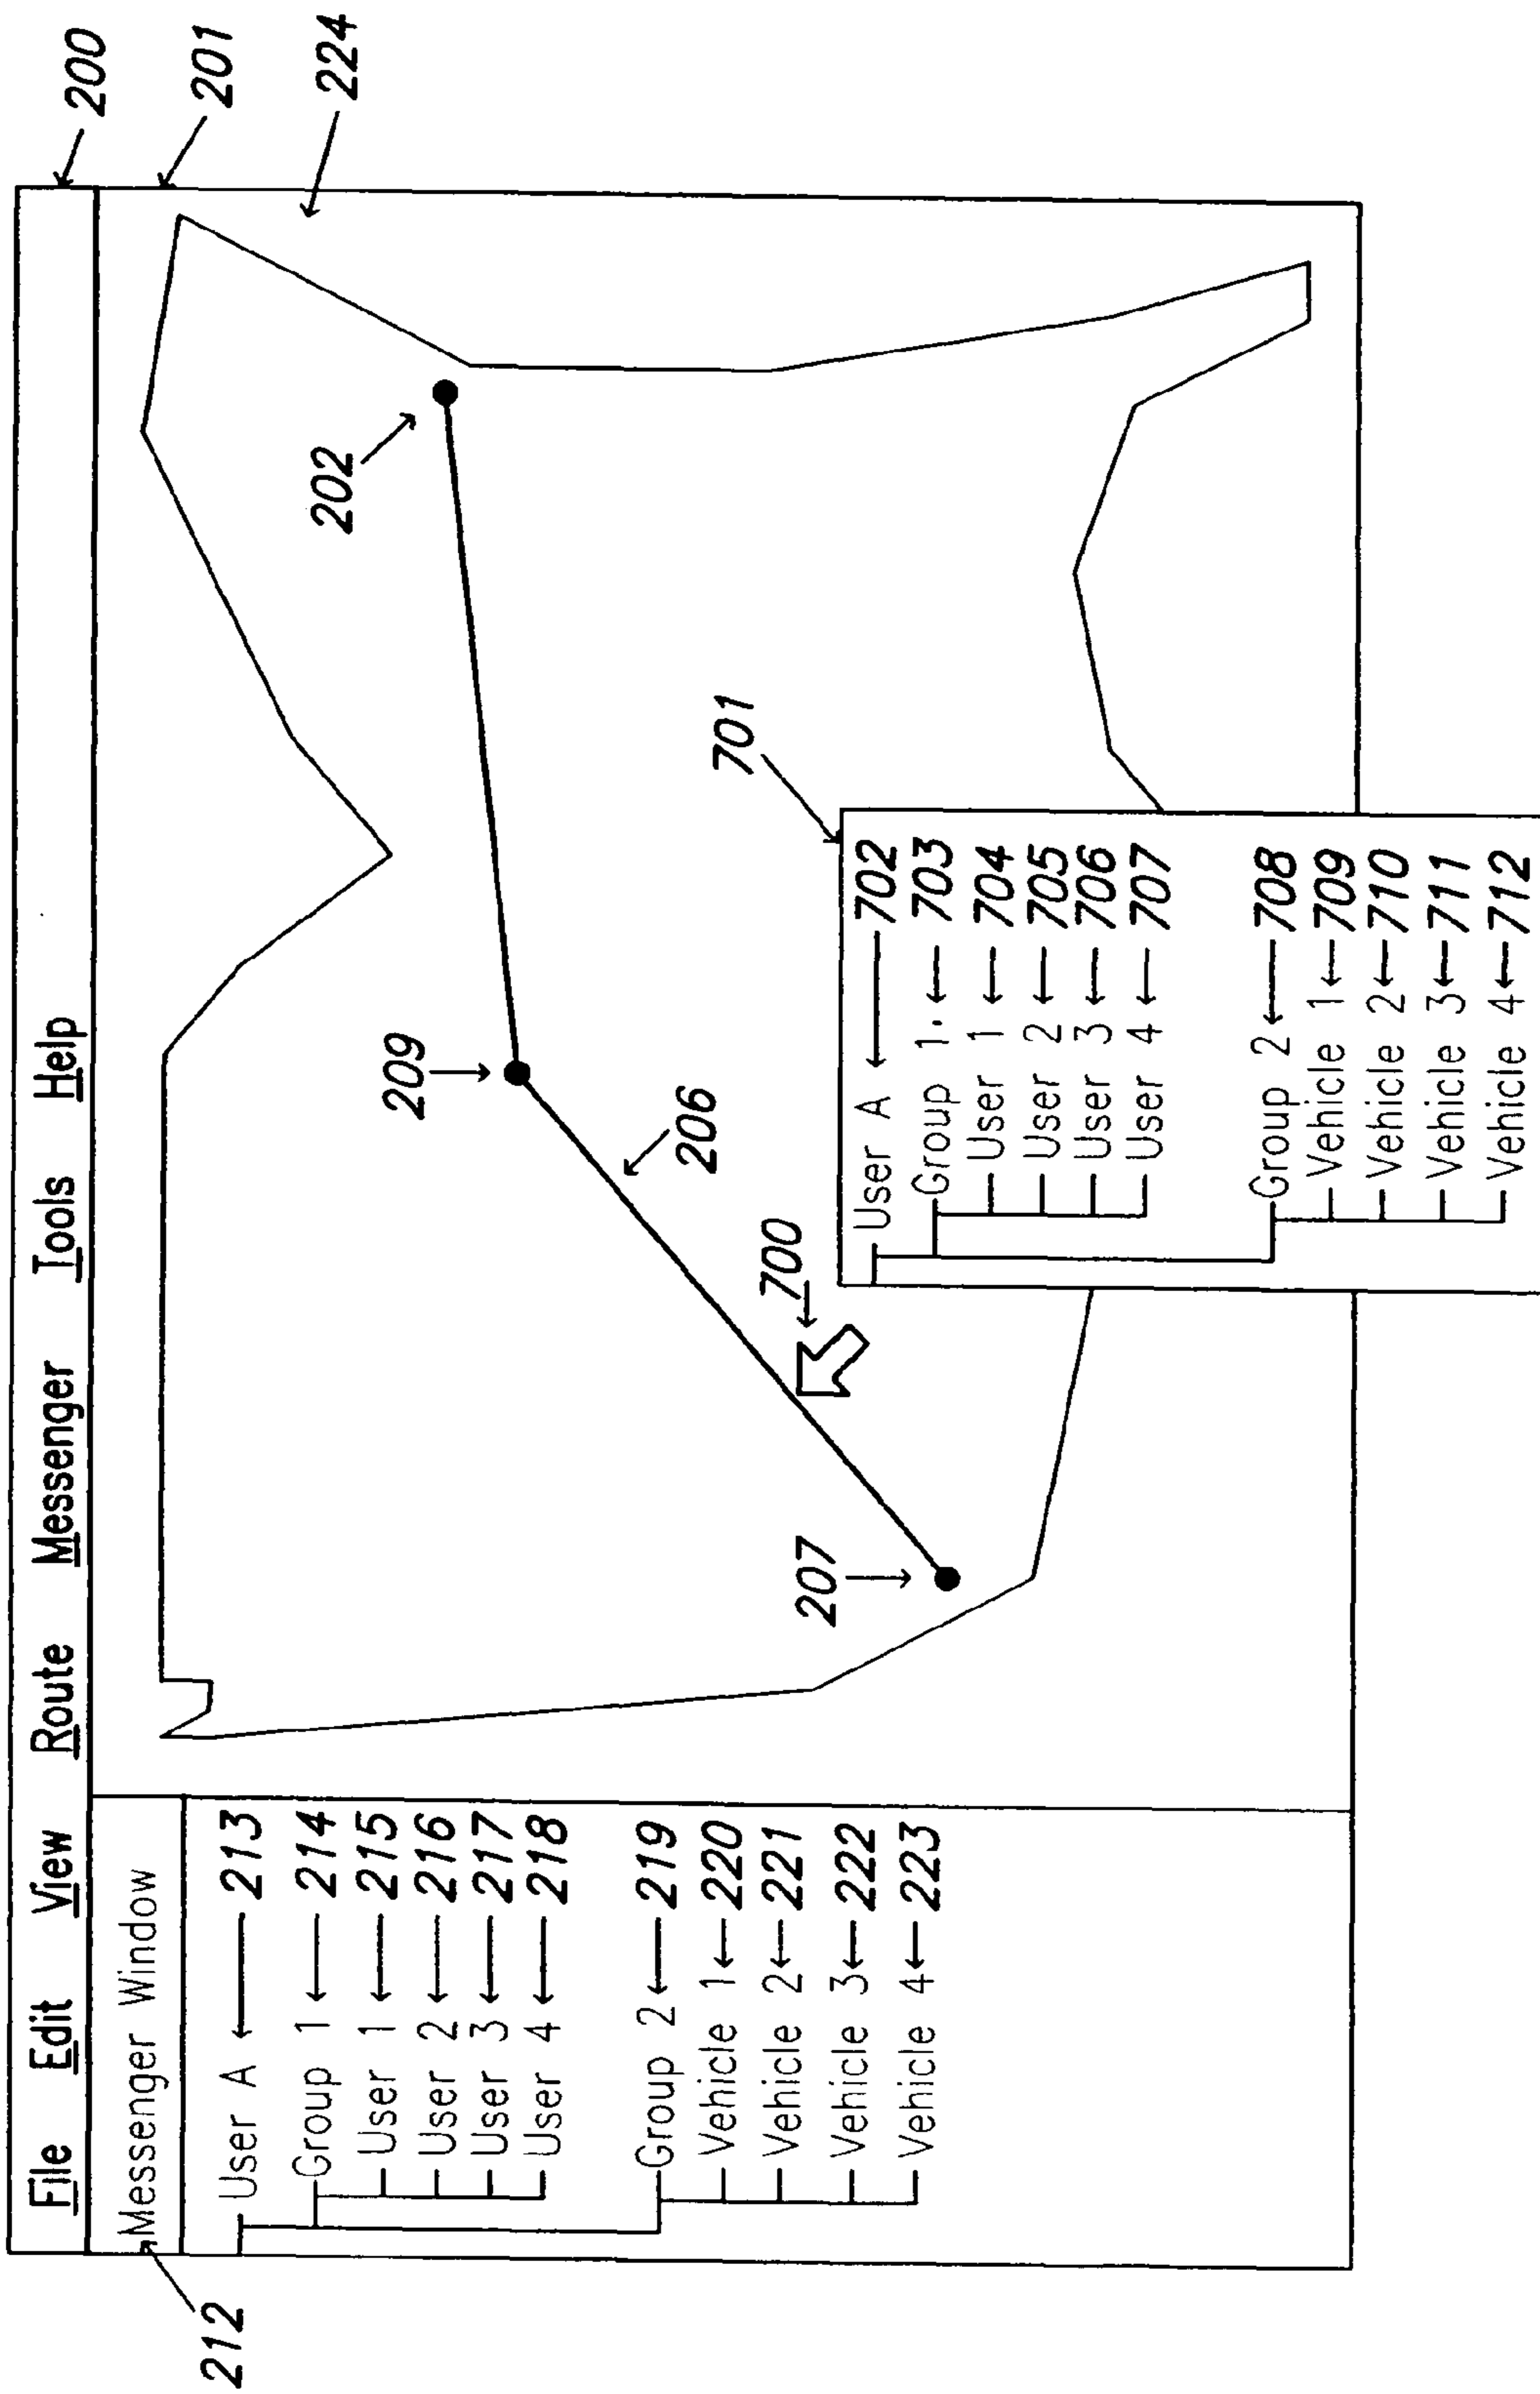 File Edit View Route Messenger Tools Help
200
201
224
212
Messenger Window
User A 213
Group 1 214
User 1 215
User 2 216
User 3 217
User 4 218
Group 2 219
Vehicle 1 220
Vehicle 2 221
Vehicle 3 222
Vehicle 4 223
202
209
206
207
700
701
User A 702
Group 1 703
User 1 704
User 2 705
User 3 706
User 4 707
Group 2 708
Vehicle 1 709
Vehicle 2 710
Vehicle 3 711
Vehicle 4 712